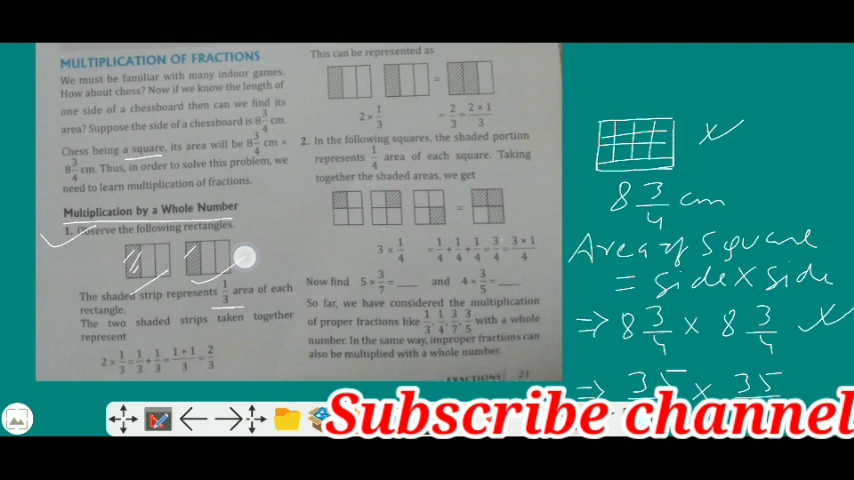 MULTIPLICATION OF FRACTIONS
We must be familiar with many indoor games.
How about chess? Now if we know the length of
one side of a chessboard then can we find its
area? Suppose the side of a chessboard is 8 3/4 cm.
Chess being a square, its area will be 8 3/4 cm ×
8 3/4 cm. Thus, in order to solve this problem, we
need to learn multiplication of fractions.
Multiplication by a Whole Number
1. Observe the following rectangles.
The shaded strip represents 1/3 area of each
rectangle.
The two shaded strips taken together
represent
2 × 1/3 = 1/3 + 1/3 = 1+1/3 = 2/3
This can be represented as
=
2 × 1/3 = 2/3 = 2 × 1/3
2. In the following squares, the shaded portion
represents 1/4 area of each square. Taking
together the shaded areas, we get
=
3 × 1/4 = 1/4 + 1/4 + 1/4 = 3/4 = 3 × 1/4
Now find 5 × 3/7 = __ and 4 × 3/5 = __
So far, we have considered the multiplication
of proper fractions like 1/3, 1/4, 3/7, 3/5 with a whole
number. In the same way, improper fractions can
also be multiplied with a whole number.
FRACTIONS 21
8 3/4 cm
Area of Square
= side × side
⇒ 8 3/4 × 8 3/4
⇒ 35 × 35
Subscribe channel